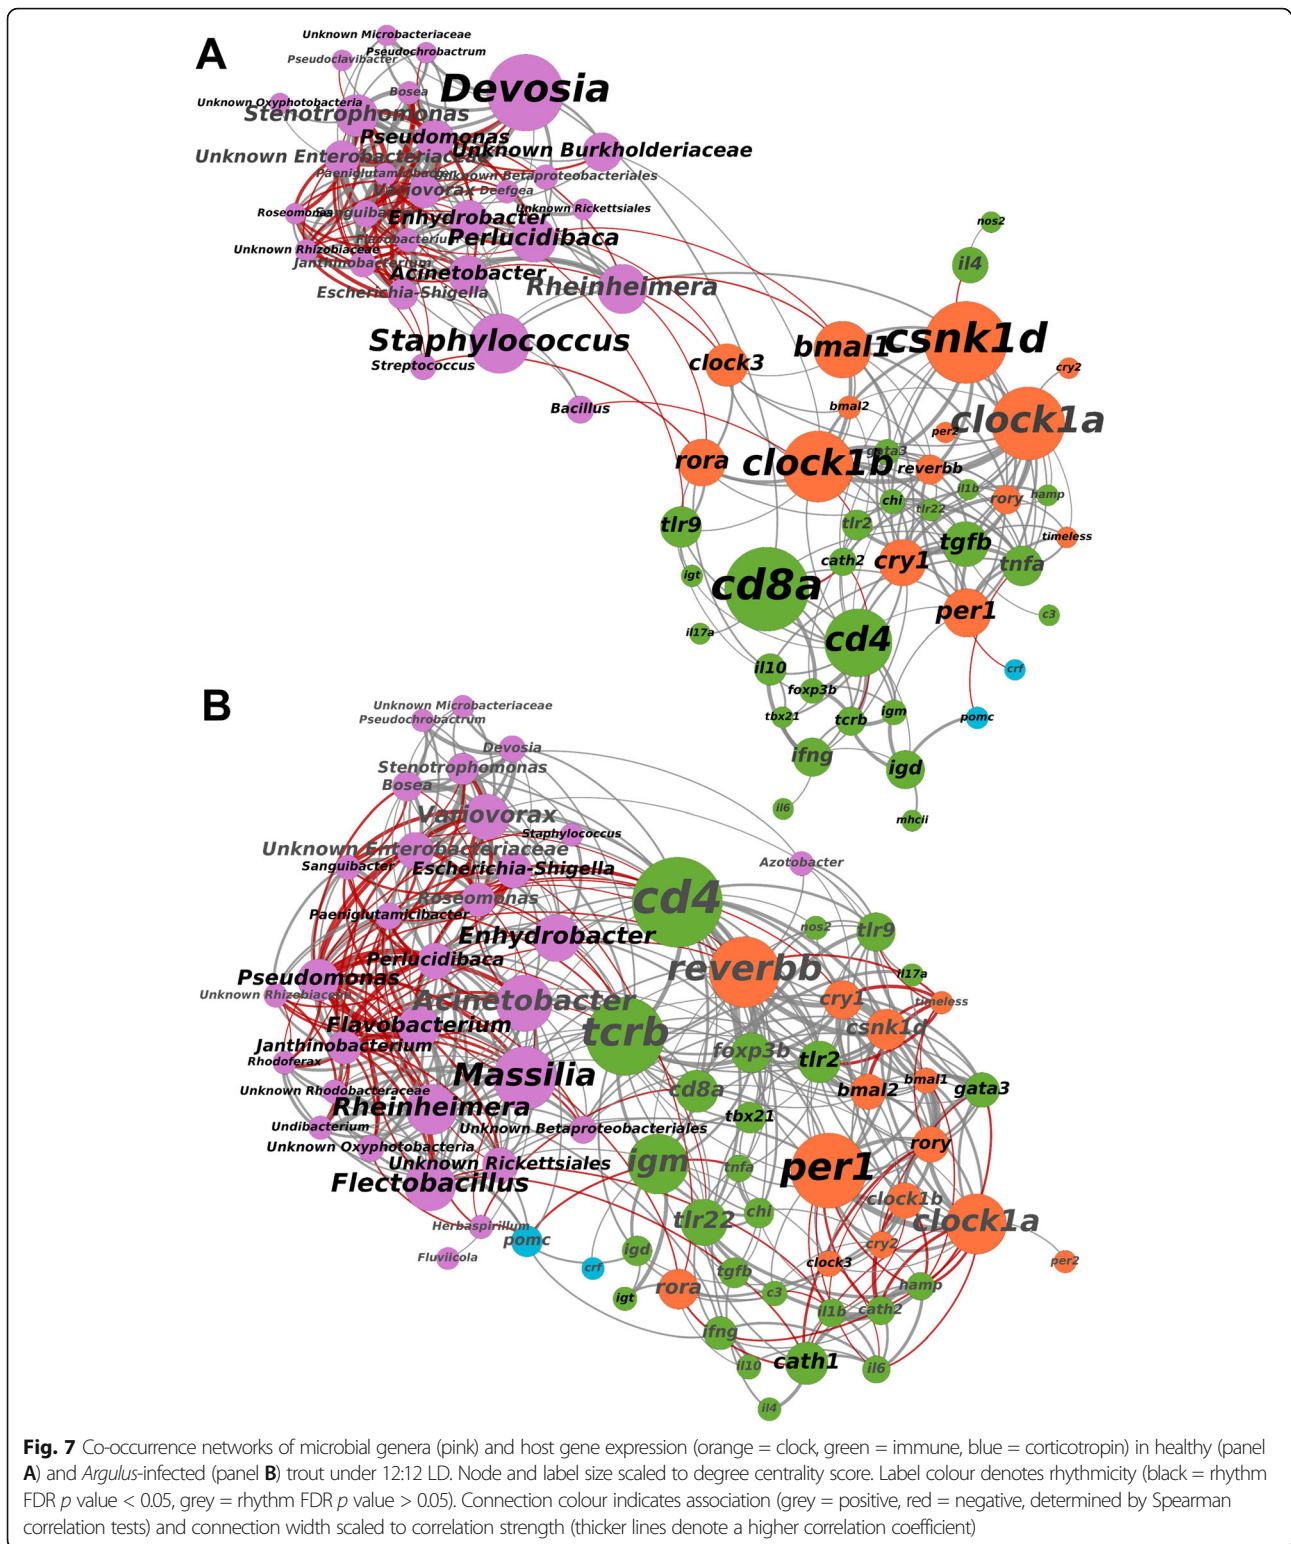 A
Unknown Microbacteriaceae
Pseudochrobactrum
Pseudoclavibacter
Devosia
Bosea
Unknown Oxyphotobacteria
Stenotrophomonas
Pseudomonas
Unknown Burkholderiaceae
Unknown Enterobacteriaceae
Paeniglutamicibacter
Unknown Betaproteobacteriales
Variovorax
Deefgea
Roseomonas
Sanguibacter
Unknown Rickettsiales
Enhydrobacter
Perlucidibaca
Flavobacterium
Unknown Rhizobiaceae
Janthinobacterium
Acinetobacter
Escherichia-Shigella
Rheinheimera
Staphylococcus
Streptococcus
Bacillus
nos2
il4
csnk1d
bmal1
clock3
cry2
bmal2
clock1a
per2
gata3
rora
clock1b
reverbb
il1b
hamp
rory
chi
tlr22
tlr9
tlr2
timeless
tgfb
cath2
cry1
tnfa
igt
cd8a
per1
c3
il17a
cd4
il10
crf
foxp3b
tbx21
tcrb
igm
pomc
ifng
igd
il6
mhcii
B
Unknown Microbacteriaceae
Pseudochrobactrum
Devosia
Stenotrophomonas
Bosea
Variovorax
Staphylococcus
Unknown Enterobacteriaceae
Sanguibacter
Escherichia-Shigella
Azotobacter
Roseomonas
cd4
Paeniglutamicibacter
nos2
tlr9
Enhydrobacter
Perlucidibaca
reverbb
il17a
Pseudomonas
Unknown Rhizobiaceae
Acinetobacter
cry1
timeless
Flavobacterium
tcrb
csnk1d
Janthinobacterium
foxp3b
tlr2
Rhodoferax
Massilia
bmal1
Unknown Rhodobacteraceae
cd8a
bmal2
gata3
Rheinheimera
tbx21
Undibacterium
Unknown Betaproteobacteriales
Unknown Oxyphotobacteria
rory
Unknown Rickettsiales
igm
tnfa
per1
Flectobacillus
clock1b
chi
tlr22
clock1a
Herbaspirillum
pomc
cry2
Fluviicola
igd
crf
clock3
per2
tgfb
rora
c3
hamp
igt
il1b
cath2
ifng
il10
cath1
il6
il4
Fig. 7 Co-occurrence networks of microbial genera (pink) and host gene expression (orange = clock, green = immune, blue = corticotropin) in healthy (panel
A) and Argulus-infected (panel B) trout under 12:12 LD. Node and label size scaled to degree centrality score. Label colour denotes rhythmicity (black = rhythm
FDR p value < 0.05, grey = rhythm FDR p value > 0.05). Connection colour indicates association (grey = positive, red = negative, determined by Spearman
correlation tests) and connection width scaled to correlation strength (thicker lines denote a higher correlation coefficient)